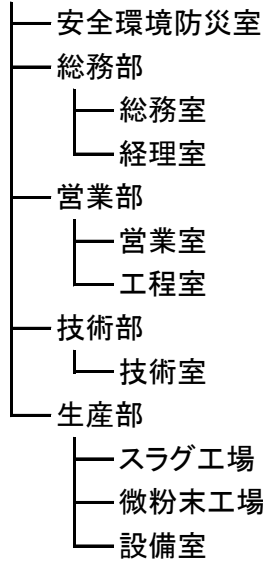 安全環境防災室
総務部
総務室
経理室
営業部
営業室
工程室
技術部
技術室
生産部
スラグ工場
微粉末工場
設備室